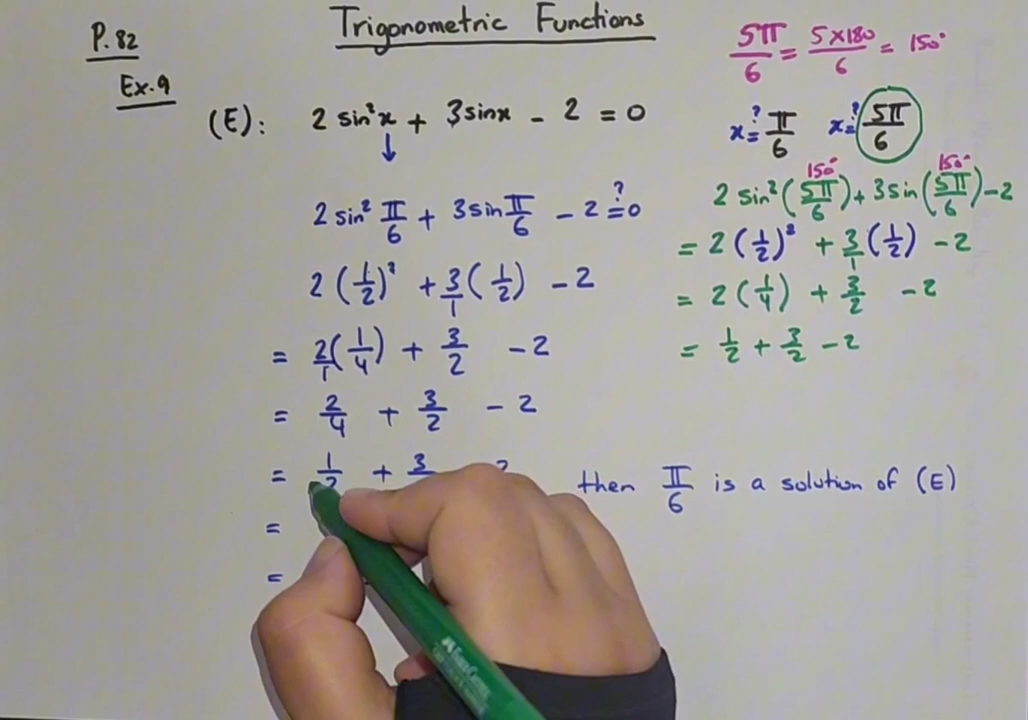 Trigonometric Functions
P.82
Ex.9
(E): 2 sin²x + 3sinx - 2 = 0
↓
2 sin² π/6 + 3 sin π/6 - 2 ?= 0
2 (1/2)² + 3/1 (1/2) - 2
= 2/1 (1/4) + 3/2 - 2
= 2/4 + 3/2 - 2
= 1/2 + 3
=
=
then π/6 is a solution of (E)
5π/6 = 5×180/6 = 150°
x ?= π/6 x ?= 5π/6
150° 150°
2 sin² (5π/6) + 3 sin (5π/6) - 2
= 2 (1/2)² + 3/1 (1/2) - 2
= 2 (1/4) + 3/2 - 2
= 1/2 + 3/2 - 2